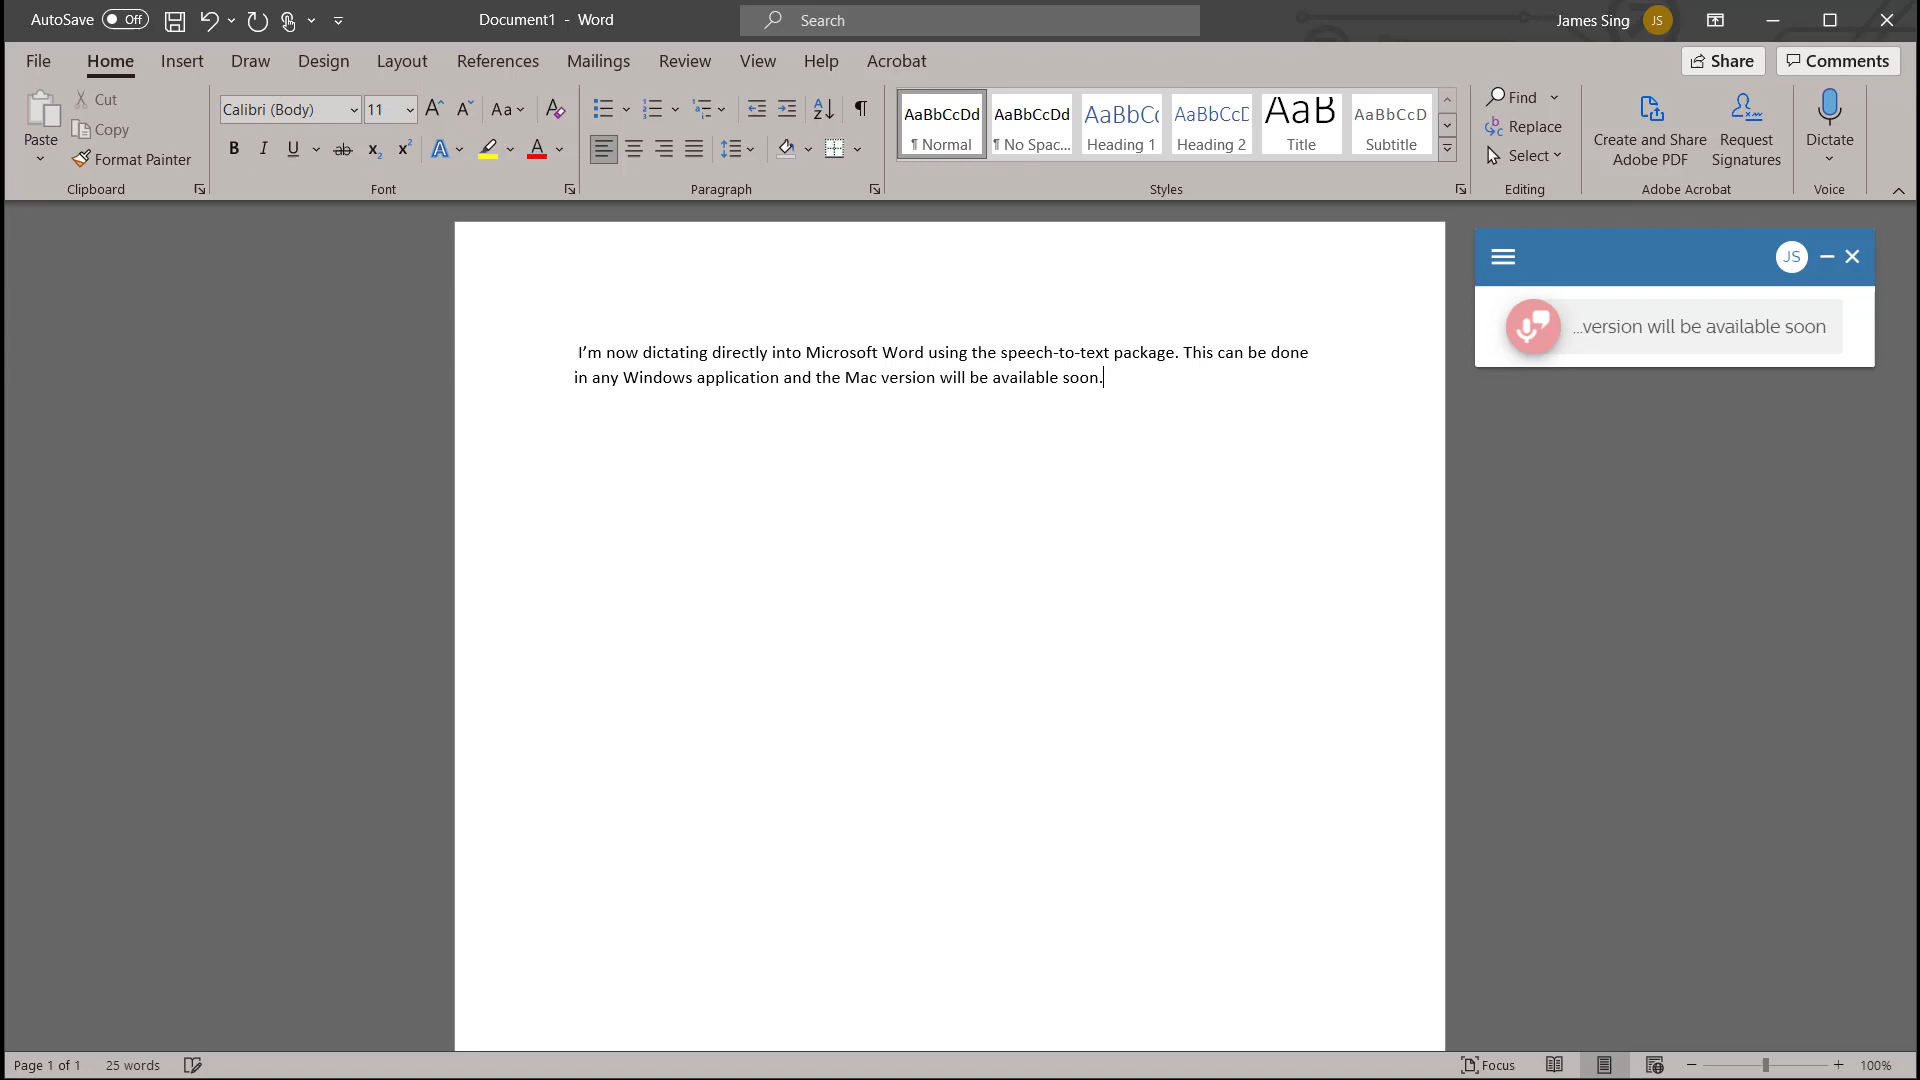 AutoSave Off
Document1 - Word
Search
James Sing JS
File Home Insert Draw Design Layout References Mailings Review View Help Acrobat
Share Comments
Paste
Cut
Copy
Format Painter
Clipboard
Calibri (Body) 11
Font
Paragraph
AaBbCcDd AaBbCcDd AaBbCc AaBbCcD AaB AaBbCcD
¶ Normal ¶ No Spac... Heading 1 Heading 2 Title Subtitle
Styles
Find
Replace
Select
Editing
Create and Share Adobe PDF
Request Signatures
Adobe Acrobat
Dictate
Voice
JS
...version will be available soon
I'm now dictating directly into Microsoft Word using the speech-to-text package. This can be done
in any Windows application and the Mac version will be available soon.
Page 1 of 1 25 words
Focus
100%